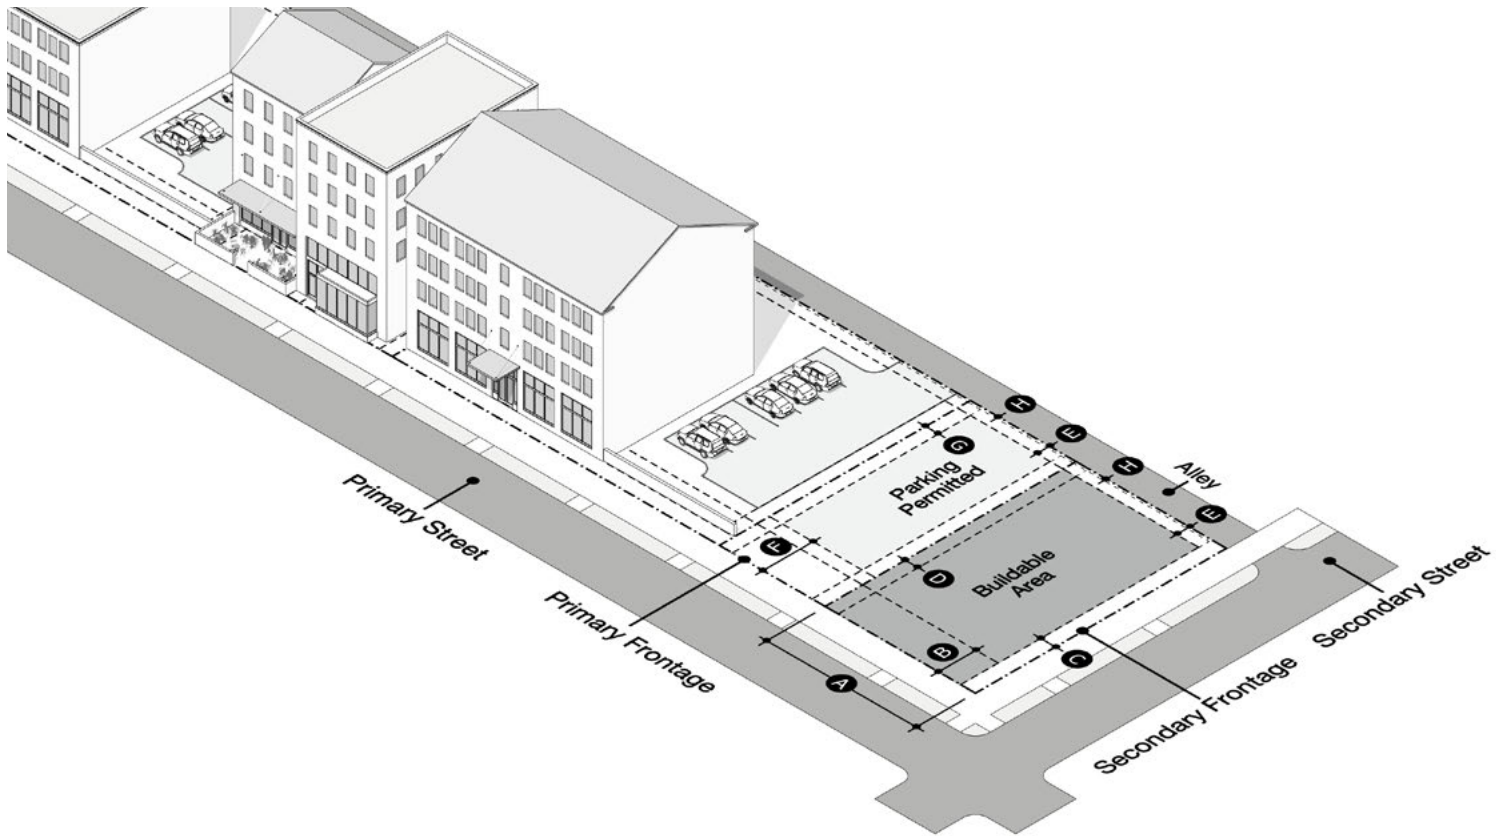 H
E
G
H
Alley
Parking
Permitted
E
Primary Street
F
D
Buildable
Area
Secondary Street
Primary Frontage
B
C
A
Secondary Frontage